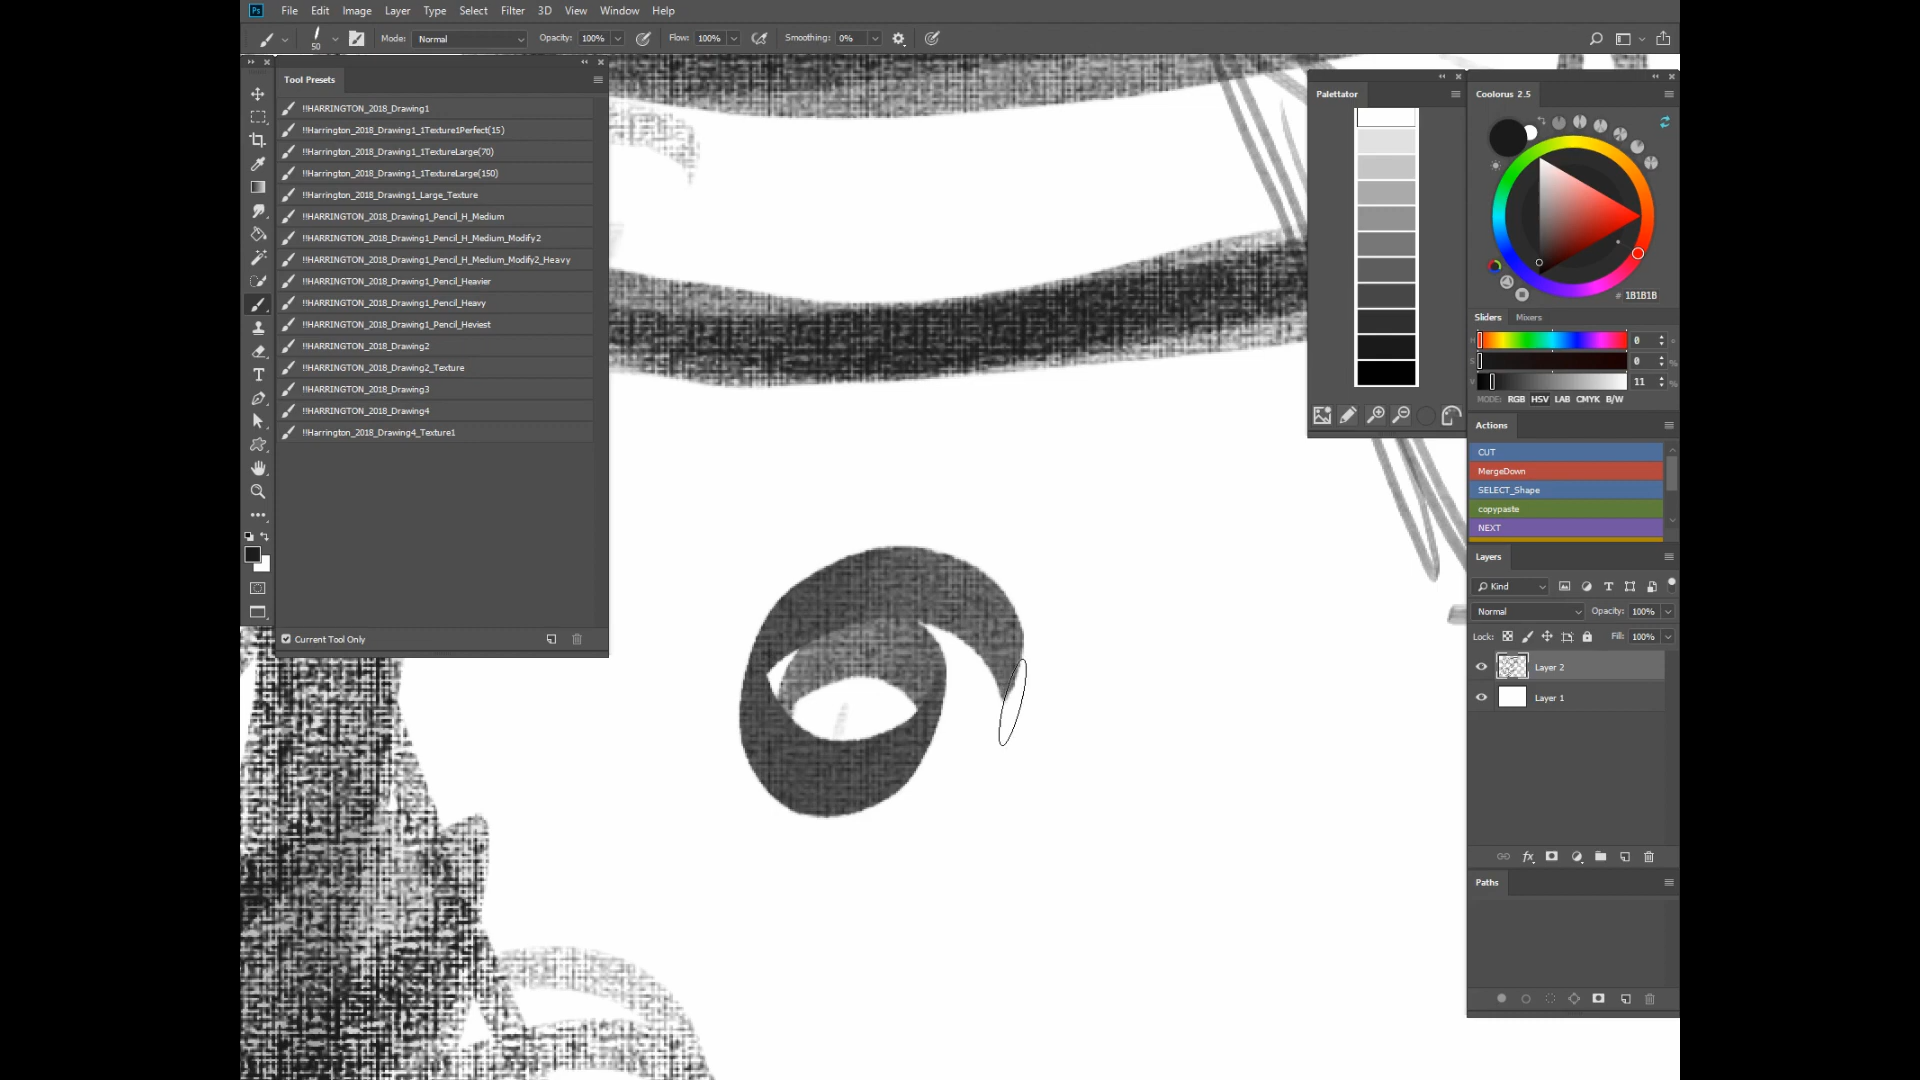 Ps File Edit Image Layer Type Select Filter 3D View Window Help
50 Mode: Normal Opacity: 100% Flow: 100% Smoothing: 0%
Tool Presets
!!HARRINGTON_2018_Drawing1
!!Harrington_2018_Drawing1_1Texture1Perfect(15)
!!Harrington_2018_Drawing1_1TextureLarge(70)
!!Harrington_2018_Drawing1_1TextureLarge(150)
!!Harrington_2018_Drawing1_Large_Texture
!!HARRINGTON_2018_Drawing1_Pencil_H_Medium
!!HARRINGTON_2018_Drawing1_Pencil_H_Medium_Modify2
!!HARRINGTON_2018_Drawing1_Pencil_H_Medium_Modify2_Heavy
!!HARRINGTON_2018_Drawing1_Pencil_Heavier
!!HARRINGTON_2018_Drawing1_Pencil_Heavy
!!HARRINGTON_2018_Drawing1_Pencil_Heviest
!!HARRINGTON_2018_Drawing2
!!HARRINGTON_2018_Drawing2_Texture
!!HARRINGTON_2018_Drawing3
!!HARRINGTON_2018_Drawing4
!!Harrington_2018_Drawing4_Texture1
Current Tool Only
Palettator
Coolorus 2.5
# 1B1B1B
Sliders Mixers
H 0 °
S 0 %
V 11 %
MODE: RGB HSV LAB CMYK B/W
Actions
CUT
MergeDown
SELECT_Shape
copypaste
NEXT
Layers
Kind
Normal Opacity: 100%
Lock: Fill: 100%
Layer 2
Layer 1
fx
Paths